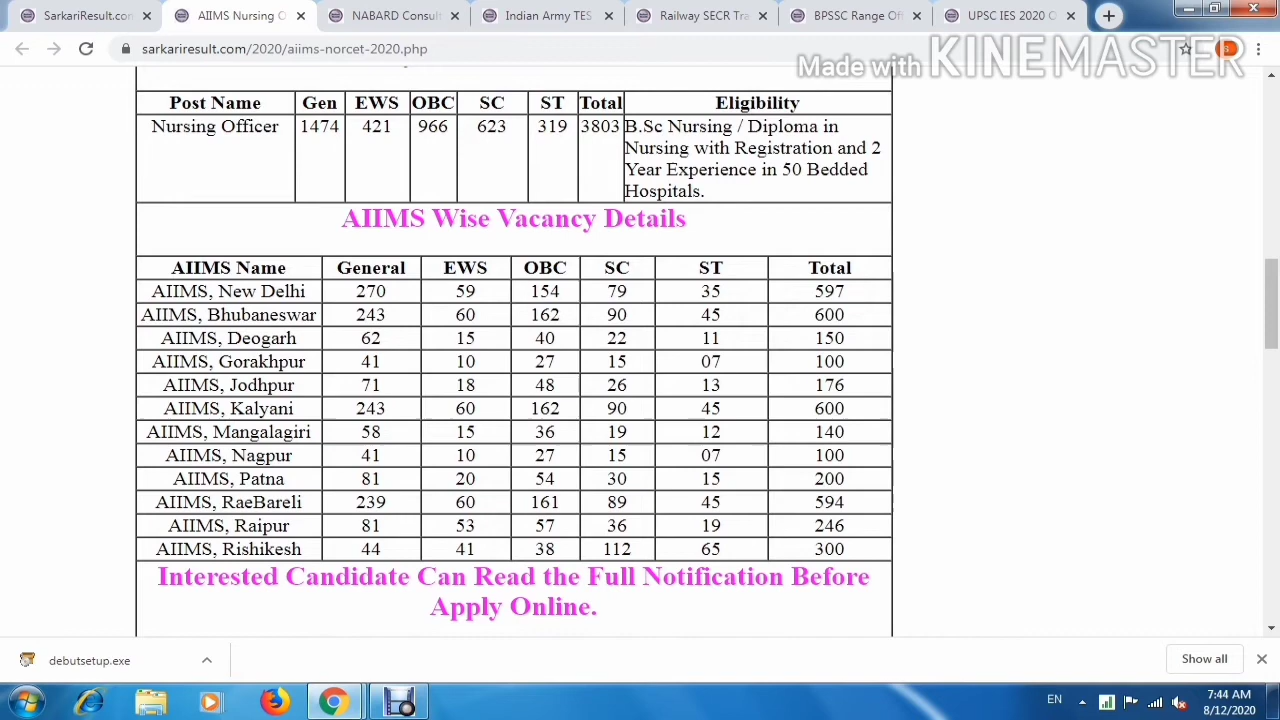 SarkariResult.con
AIIMS Nursing O
NABARD Consult
Indian Army TES
Railway SECR Tra
BPSSC Range Of
UPSC IES 2020 O
sarkariresult.com/2020/aiims-norcet-2020.php
Made with KINEMASTER
Post Name Gen EWS OBC SC ST Total Eligibility
Nursing Officer 1474 421 966 623 319 3803 B.Sc Nursing / Diploma in
Nursing with Registration and 2
Year Experience in 50 Bedded
Hospitals.
AIIMS Wise Vacancy Details
AIIMS Name General EWS OBC SC ST Total
AIIMS, New Delhi 270 59 154 79 35 597
AIIMS, Bhubaneswar 243 60 162 90 45 600
AIIMS, Deogarh 62 15 40 22 11 150
AIIMS, Gorakhpur 41 10 27 15 07 100
AIIMS, Jodhpur 71 18 48 26 13 176
AIIMS, Kalyani 243 60 162 90 45 600
AIIMS, Mangalagiri 58 15 36 19 12 140
AIIMS, Nagpur 41 10 27 15 07 100
AIIMS, Patna 81 20 54 30 15 200
AIIMS, RaeBareli 239 60 161 89 45 594
AIIMS, Raipur 81 53 57 36 19 246
AIIMS, Rishikesh 44 41 38 112 65 300
Interested Candidate Can Read the Full Notification Before
Apply Online.
debutsetup.exe
Show all
EN
7:44 AM
8/12/2020